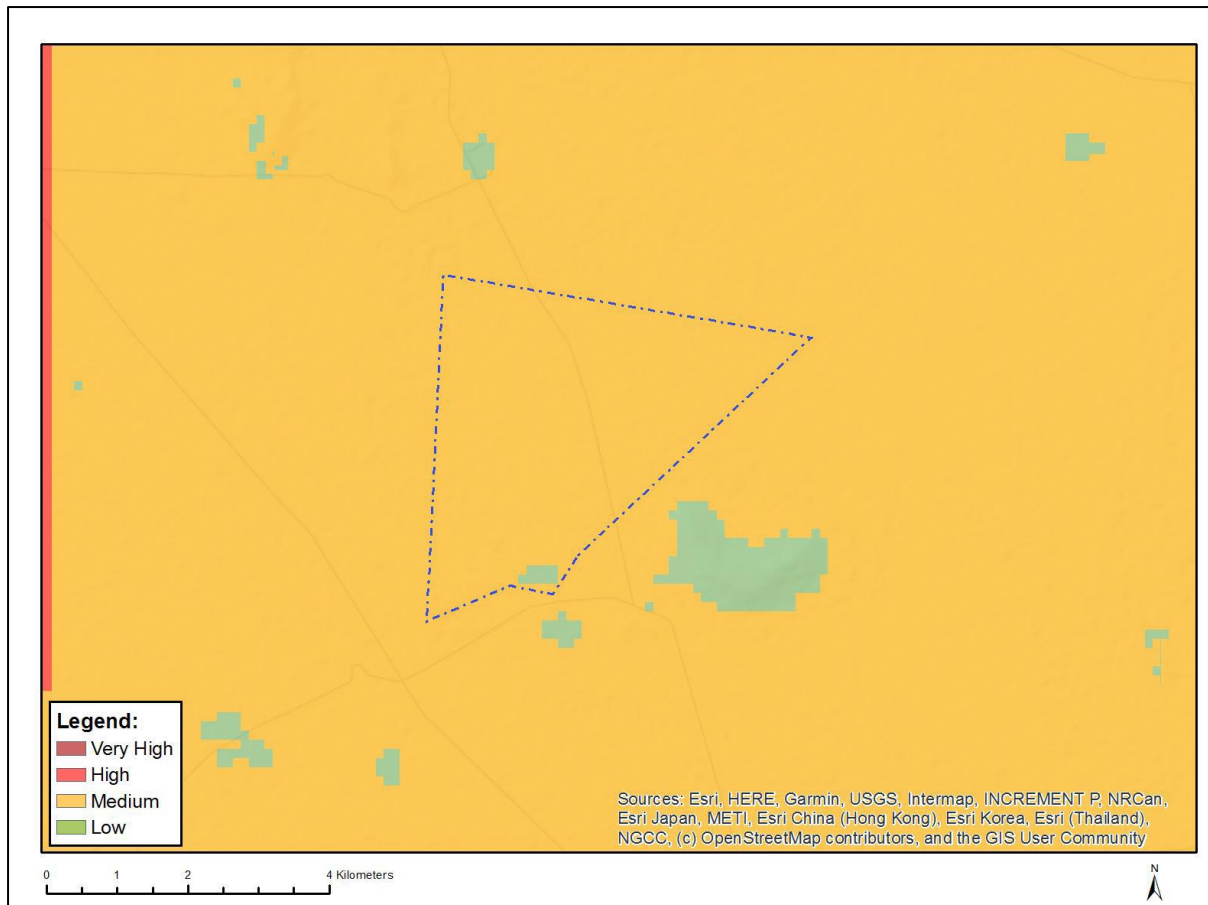 Legend:
Very High
High
Medium
Low
Sources: Esri, HERE, Garmin, USGS, Intermap, INCREMENT P, NRCan,
Esri Japan, METI, Esri China (Hong Kong), Esri Korea, Esri (Thailand),
NGCC, (c) OpenStreetMap contributors, and the GIS User Community
0 1 2 4 Kilometers
N